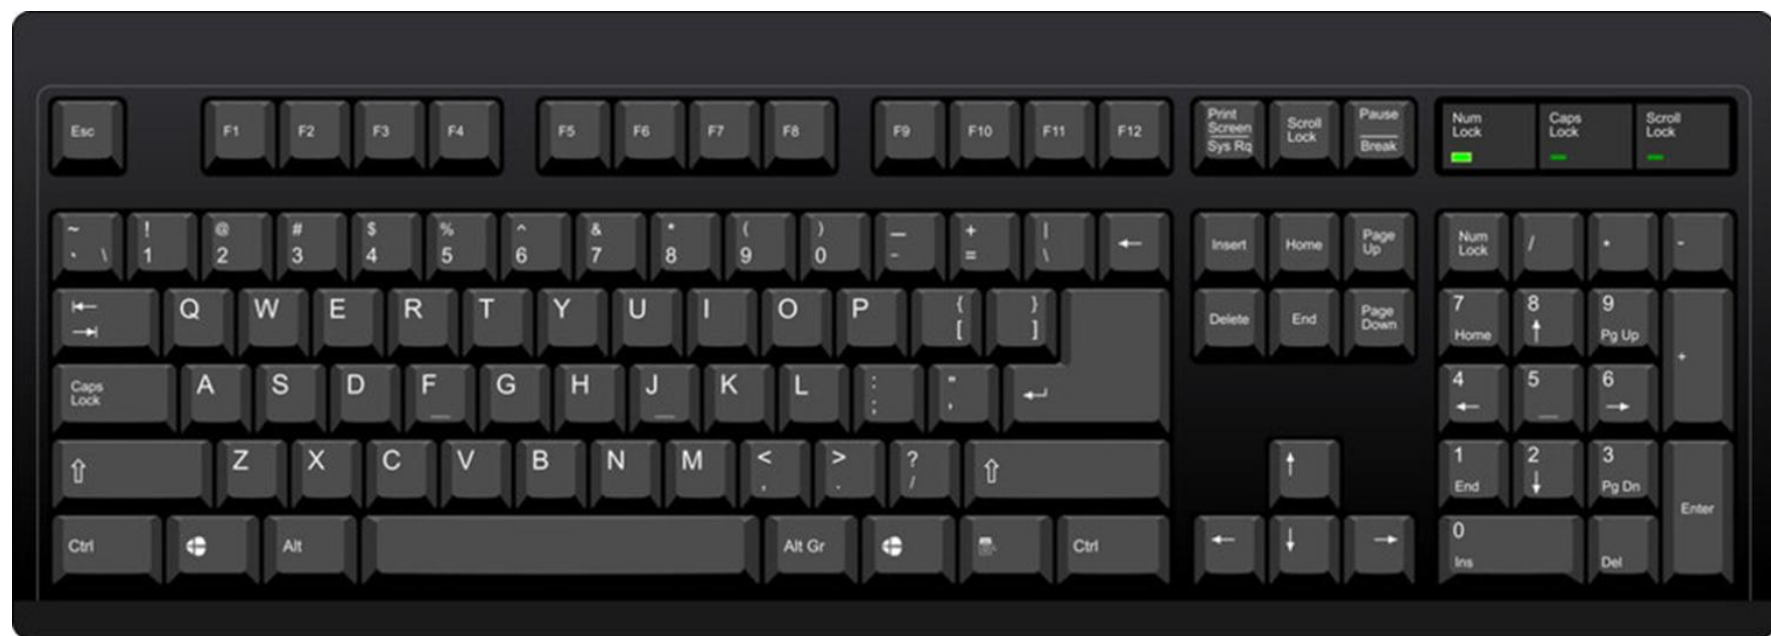 Esc F1 F2 F3 F4 F5 F6 F7 F8 F9 F10 F11 F12
Print
Screen
Sys Rq
Scroll
Lock
Pause
Break
Num
Lock
Caps
Lock
Scroll
Lock
~ ! @ # $ % ^ & * ( ) — + |
` \ 1 2 3 4 5 6 7 8 9 0 - = \ ←
Insert Home
Page
Up
Num
Lock
/ * -
⇤
⇥
Q W E R T Y U I O P
{ }
[ ]
Delete End
Page
Down
7 8 9
Home ↑ Pg Up
+
Caps
Lock
A S D F G H J K L
: "
; '
↵
4 5 6
← _ →
⇧ Z X C V B N M
< > ?
, . /
⇧
↑
1 2 3
End ↓ Pg Dn
Enter
Ctrl Alt Alt Gr Ctrl
← ↓ →
0
Ins Del